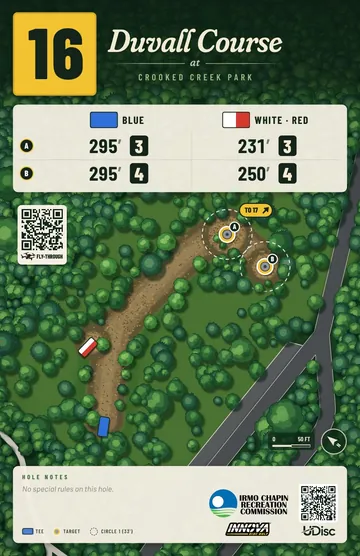 16
Duvall Course
at
CROOKED CREEK PARK
BLUE
WHITE · RED
A 295' 3 231' 3
B 295' 4 250' 4
FLY-THROUGH
TO 17
A
B
0 50 FT
HOLE NOTES
No special rules on this hole.
TEE TARGET CIRCLE 1 (33')
IRMO CHAPIN
RECREATION
COMMISSION
INNOVA
UDisc